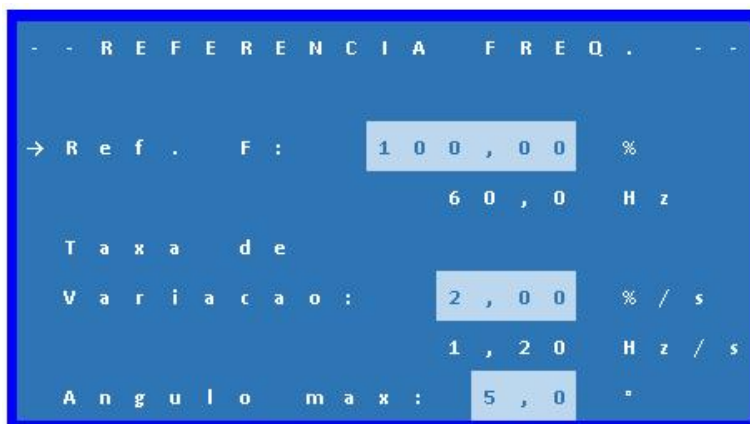 -- REFERENCIA FREQ. --
→ Ref. F: 100,00 %
60,0 Hz
Taxa de
Variacao: 2,00 %/s
1,20 Hz/s
Angulo max: 5,0 °